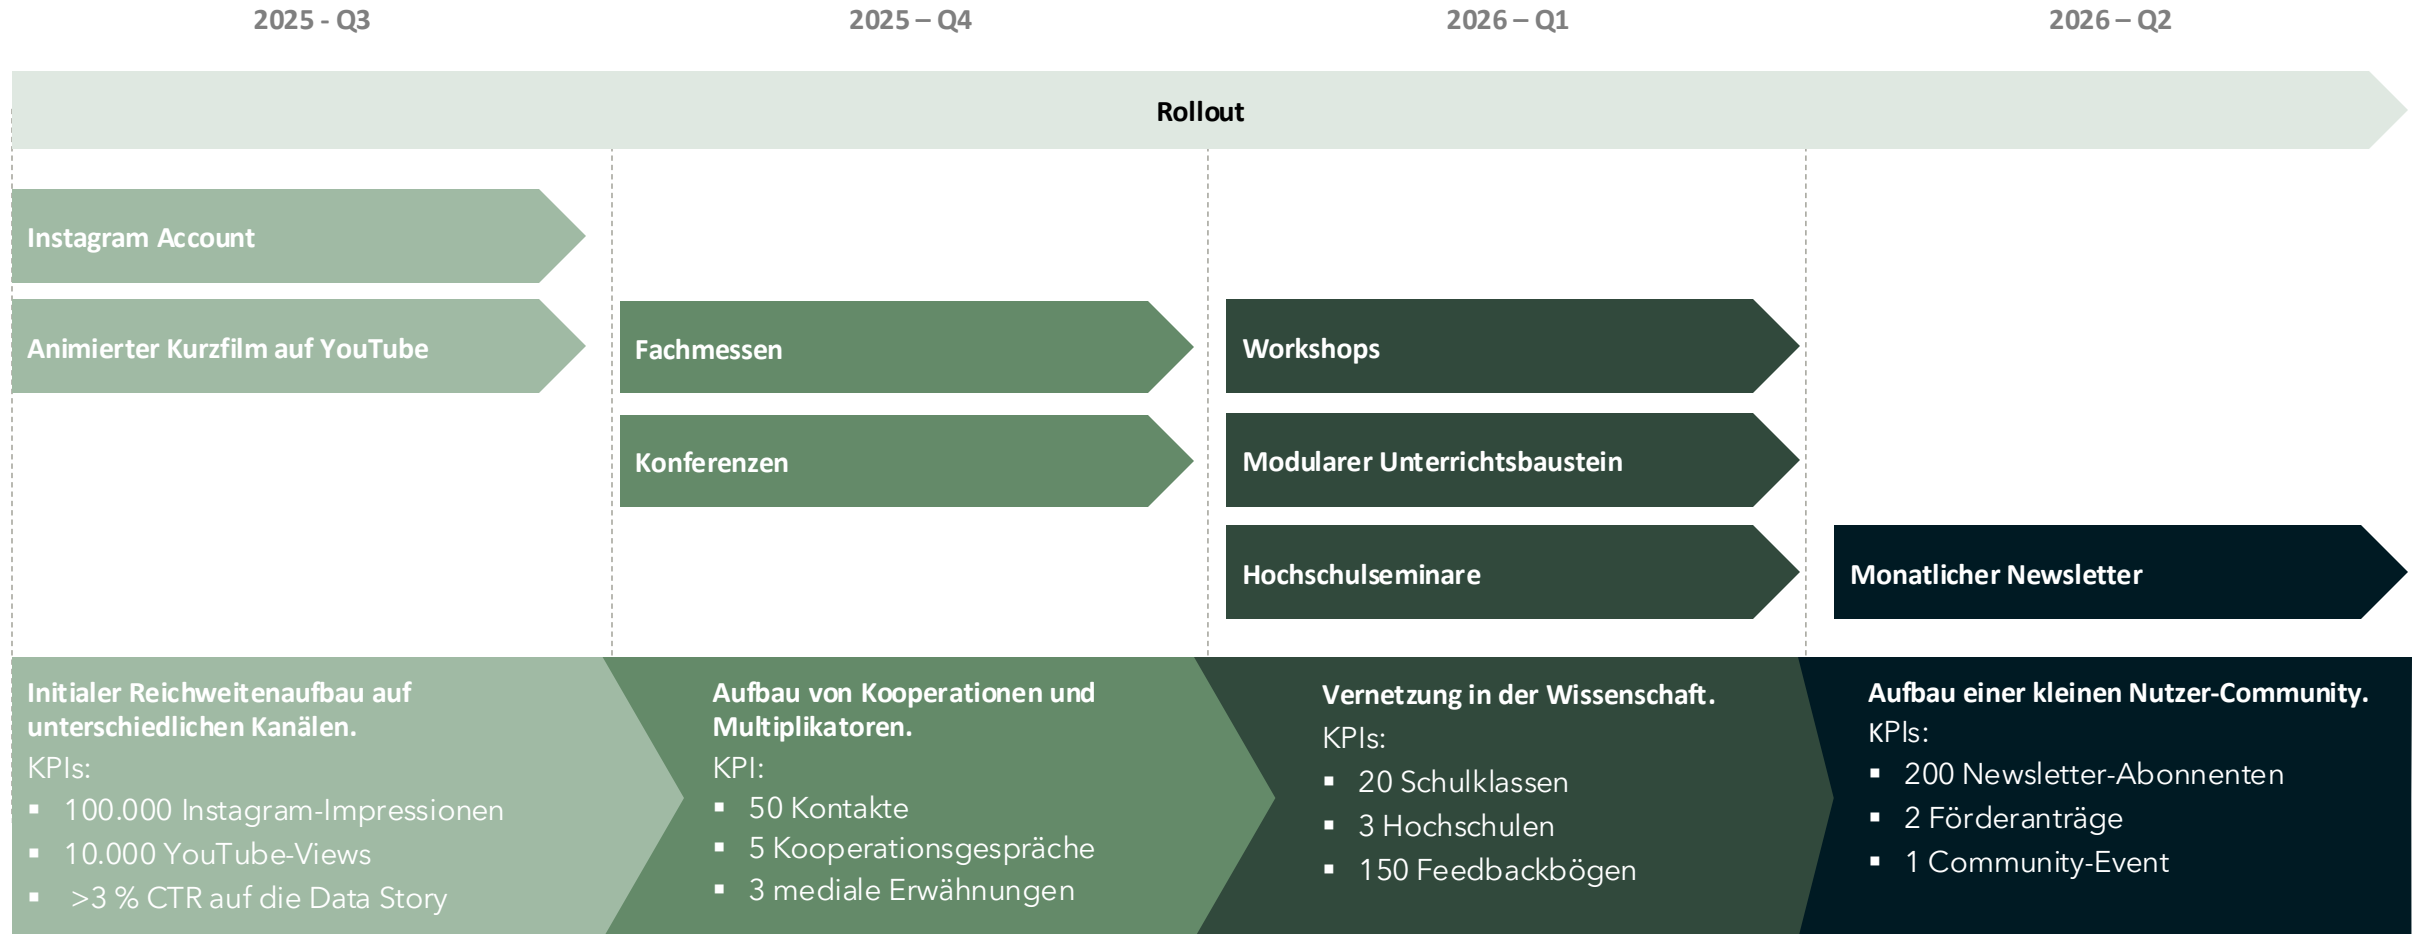 2025 - Q3
2025 – Q4
2026 – Q1
2026 – Q2
Rollout
Instagram Account
Animierter Kurzfilm auf YouTube
Fachmessen
Workshops
Konferenzen
Modularer Unterrichtsbaustein
Hochschulseminare
Monatlicher Newsletter
Initialer Reichweitenaufbau auf
unterschiedlichen Kanälen.
KPIs:
▪ 100.000 Instagram-Impressionen
▪ 10.000 YouTube-Views
▪ >3 % CTR auf die Data Story
Aufbau von Kooperationen und
Multiplikatoren.
KPI:
▪ 50 Kontakte
▪ 5 Kooperationsgespräche
▪ 3 mediale Erwähnungen
Vernetzung in der Wissenschaft.
KPIs:
▪ 20 Schulklassen
▪ 3 Hochschulen
▪ 150 Feedbackbögen
Aufbau einer kleinen Nutzer-Community.
KPIs:
▪ 200 Newsletter-Abonnenten
▪ 2 Förderanträge
▪ 1 Community-Event